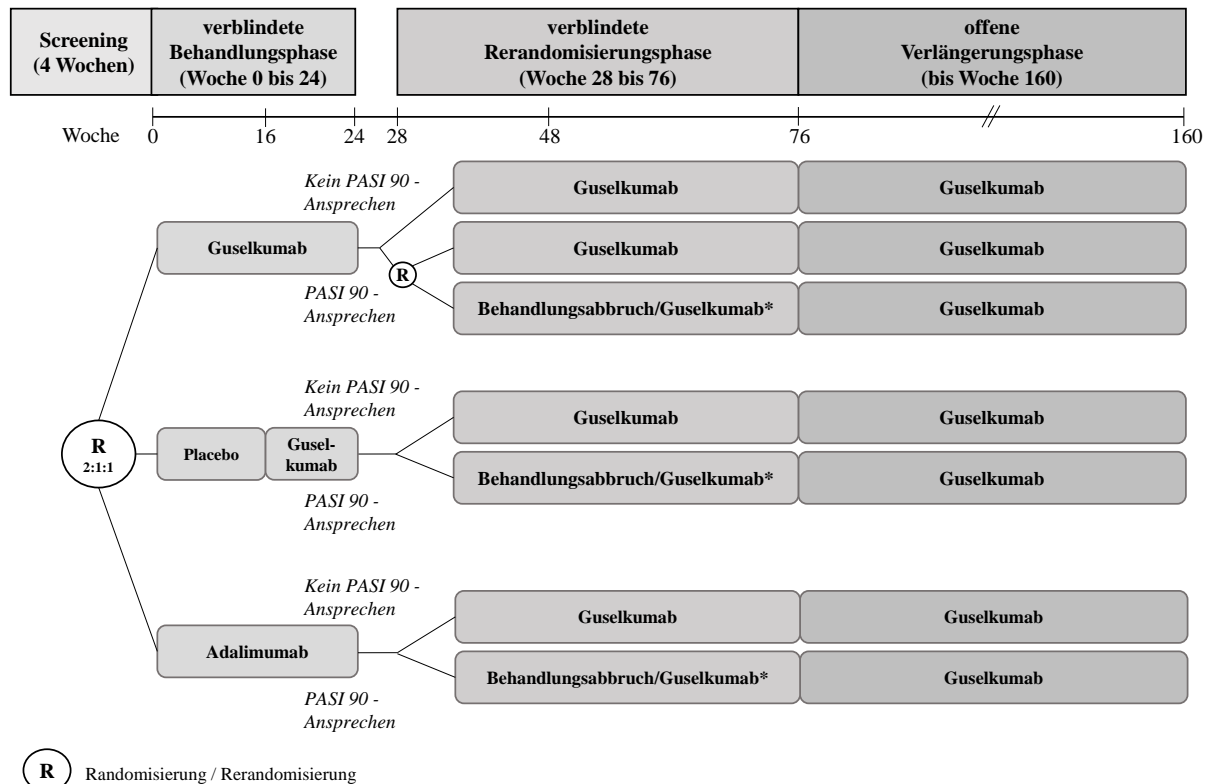 Screening
(4 Wochen)
verblindete
Behandlungsphase
(Woche 0 bis 24)
verblindete
Rerandomisierungsphase
(Woche 28 bis 76)
offene
Verlängerungsphase
(bis Woche 160)
Woche 0 16 24 28 48 76 160
Kein PASI 90 -
Ansprechen
Guselkumab
Guselkumab
Guselkumab
Guselkumab
Guselkumab
R
PASI 90 -
Ansprechen
Behandlungsabbruch/Guselkumab*
Guselkumab
Kein PASI 90 -
Ansprechen
Guselkumab
Guselkumab
R
2:1:1
Placebo
Gusel-
kumab
Behandlungsabbruch/Guselkumab*
Guselkumab
PASI 90 -
Ansprechen
Kein PASI 90 -
Ansprechen
Guselkumab
Guselkumab
Adalimumab
Behandlungsabbruch/Guselkumab*
Guselkumab
PASI 90 -
Ansprechen
R Randomisierung / Rerandomisierung